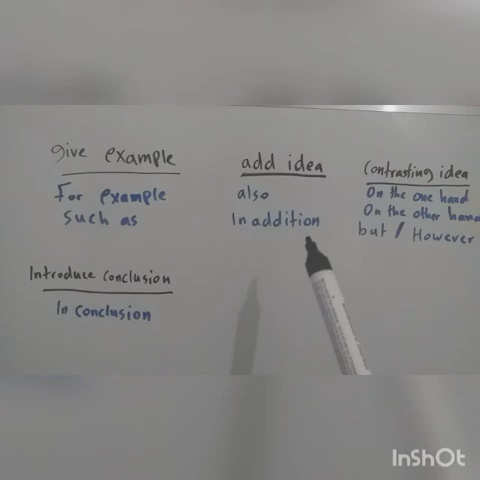 give example
For example
such as
add idea
also
In addition
Contrasting idea
On the one hand
On the other hand
but / However
Introduce conclusion
In conclusion
InShOt